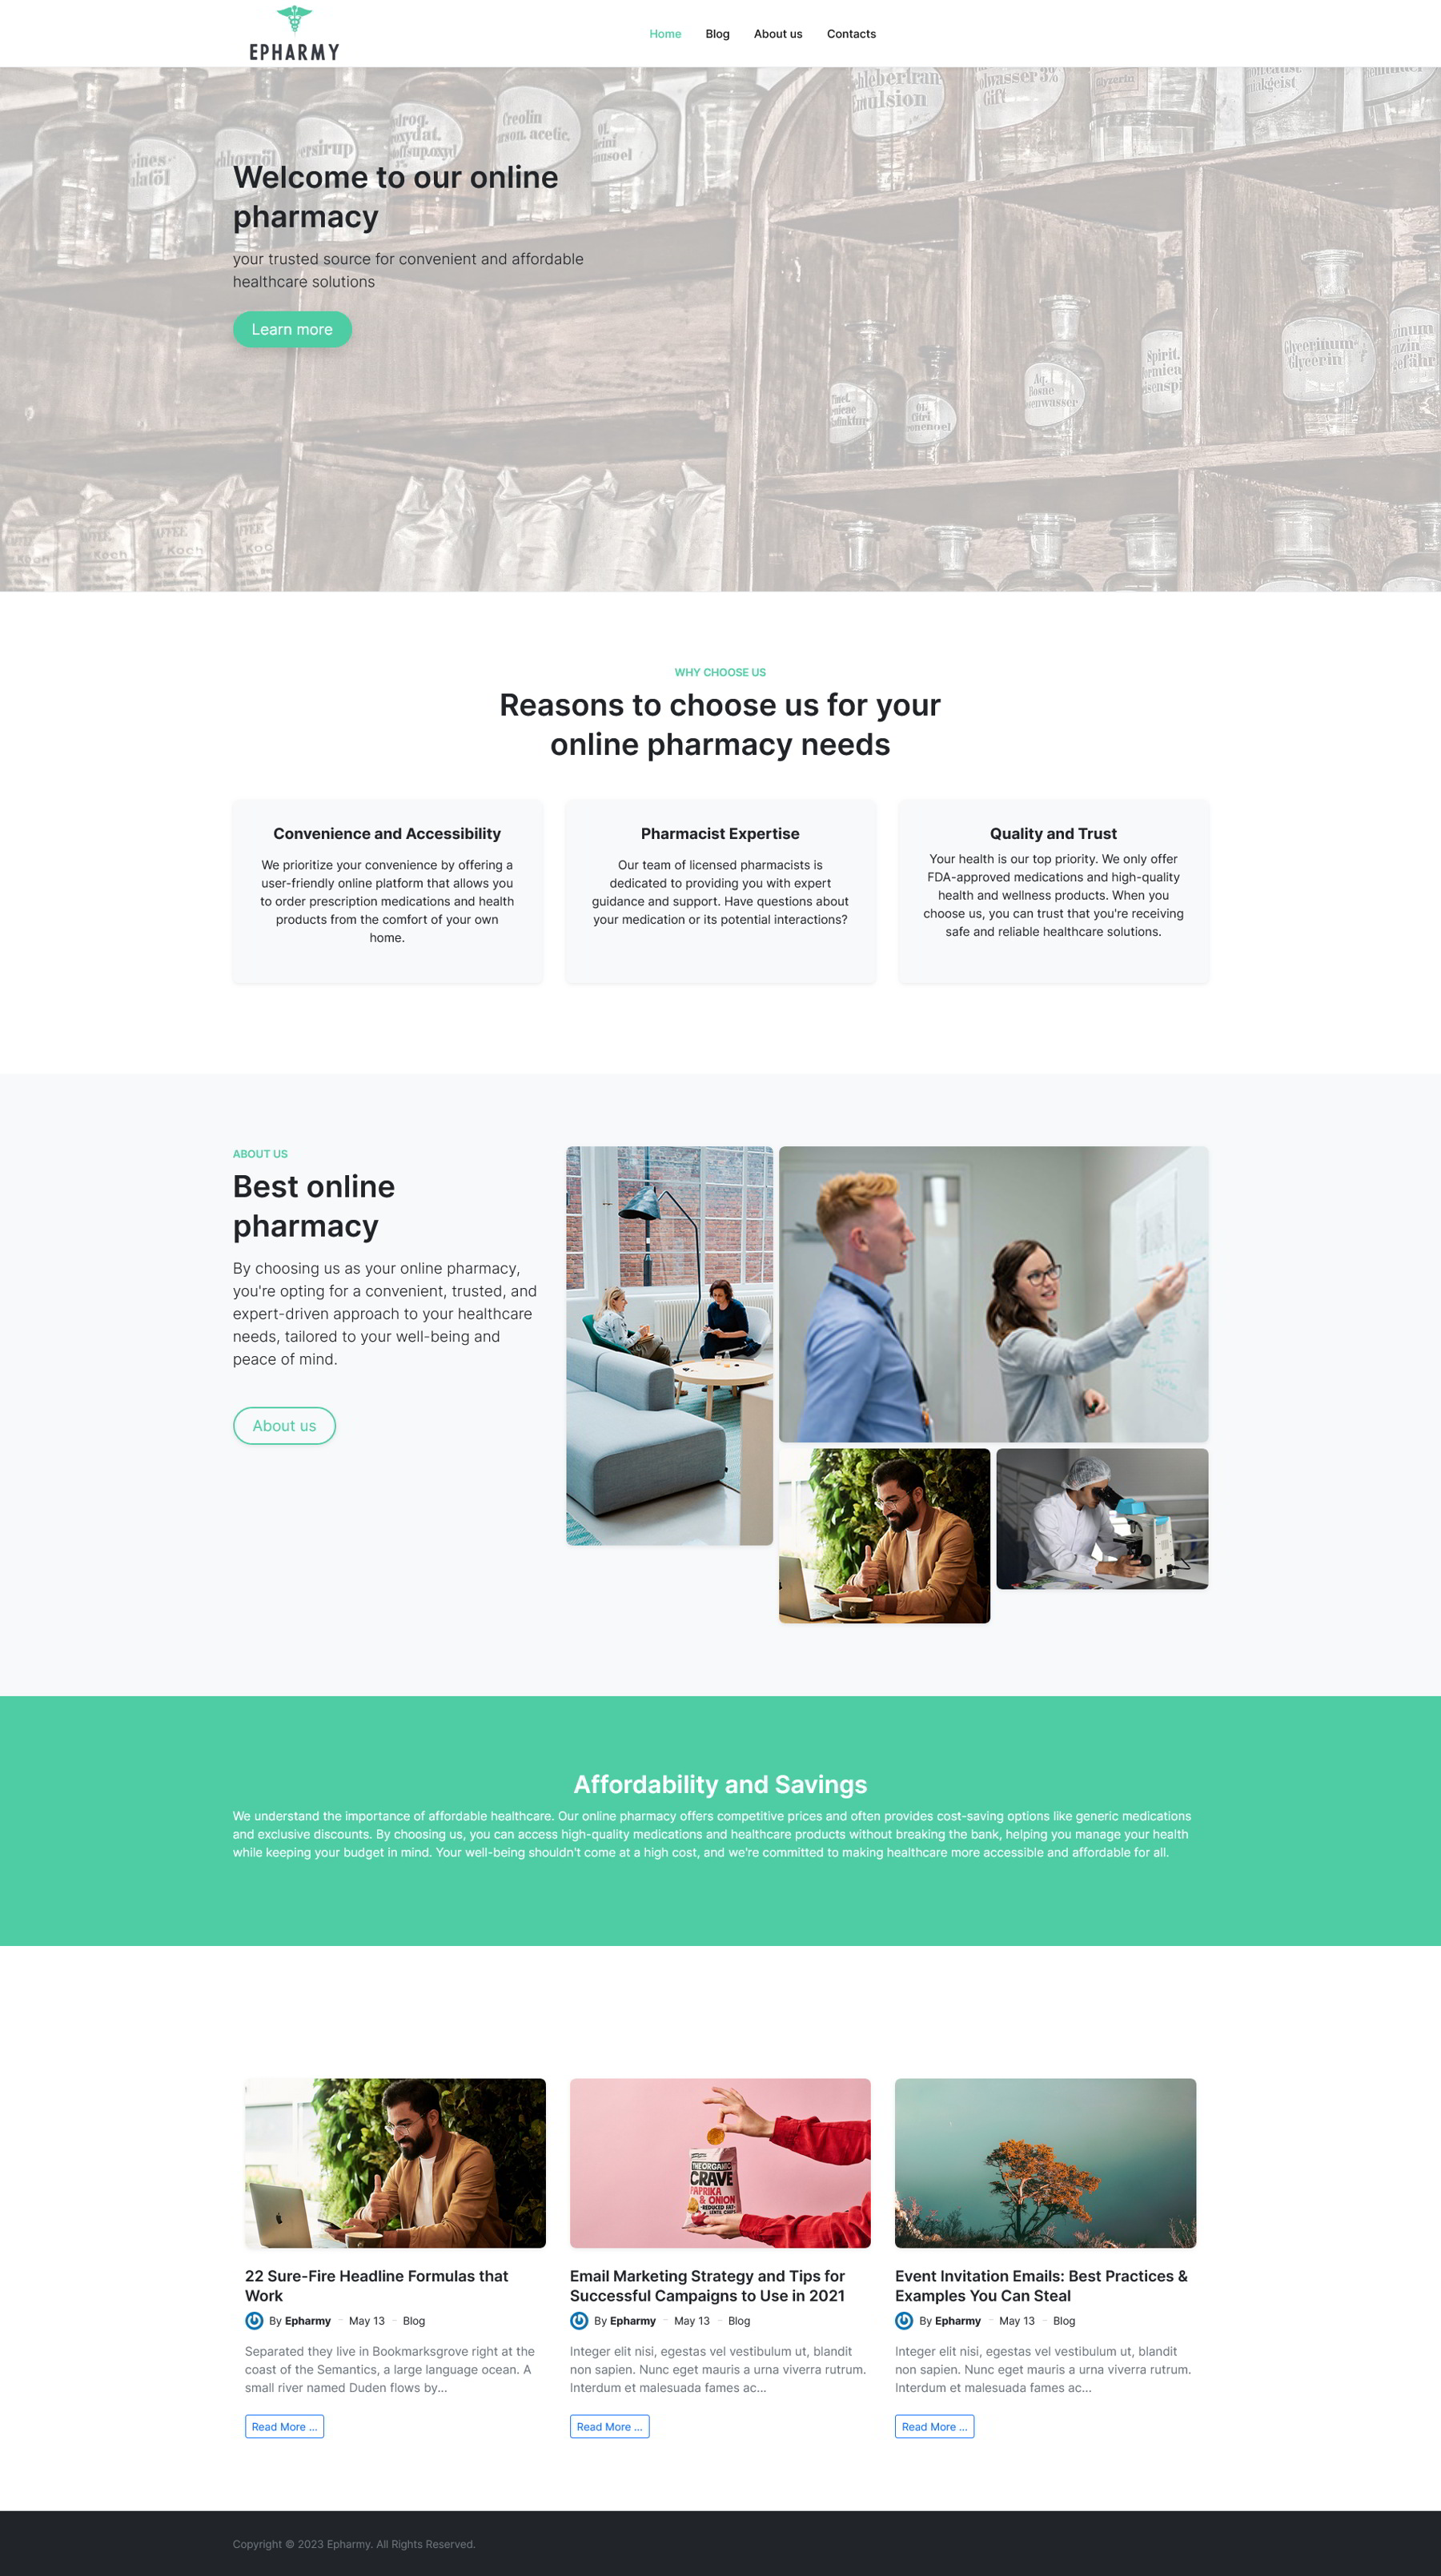 EPHARMY
Home Blog About us Contacts
Emulsion
Gift
Glyzerin
Creolin
Welcome to our online
pharmacy
your trusted source for convenient and affordable
healthcare solutions
Learn more
Spirit.
Glycerinum
Glycerin
WHY CHOOSE US
Reasons to choose us for your
online pharmacy needs
Convenience and Accessibility
We prioritize your convenience by offering a
user-friendly online platform that allows you
to order prescription medications and health
products from the comfort of your own
home.
Pharmacist Expertise
Our team of licensed pharmacists is
dedicated to providing you with expert
guidance and support. Have questions about
your medication or its potential interactions?
Quality and Trust
Your health is our top priority. We only offer
FDA-approved medications and high-quality
health and wellness products. When you
choose us, you can trust that you're receiving
safe and reliable healthcare solutions.
ABOUT US
Best online
pharmacy
By choosing us as your online pharmacy,
you're opting for a convenient, trusted, and
expert-driven approach to your healthcare
needs, tailored to your well-being and
peace of mind.
About us
Affordability and Savings
We understand the importance of affordable healthcare. Our online pharmacy offers competitive prices and often provides cost-saving options like generic medications
and exclusive discounts. By choosing us, you can access high-quality medications and healthcare products without breaking the bank, helping you manage your health
while keeping your budget in mind. Your well-being shouldn't come at a high cost, and we're committed to making healthcare more accessible and affordable for all.
22 Sure-Fire Headline Formulas that
Work
By Epharmy - May 13 - Blog
Separated they live in Bookmarksgrove right at the
coast of the Semantics, a large language ocean. A
small river named Duden flows by...
Read More ...
THE ORGANIC
CRAVE
PAPRIKA
& ONION
Email Marketing Strategy and Tips for
Successful Campaigns to Use in 2021
By Epharmy - May 13 - Blog
Integer elit nisi, egestas vel vestibulum ut, blandit
non sapien. Nunc eget mauris a urna viverra rutrum.
Interdum et malesuada fames ac...
Read More ...
Event Invitation Emails: Best Practices &
Examples You Can Steal
By Epharmy - May 13 - Blog
Integer elit nisi, egestas vel vestibulum ut, blandit
non sapien. Nunc eget mauris a urna viverra rutrum.
Interdum et malesuada fames ac...
Read More ...
Copyright © 2023 Epharmy. All Rights Reserved.